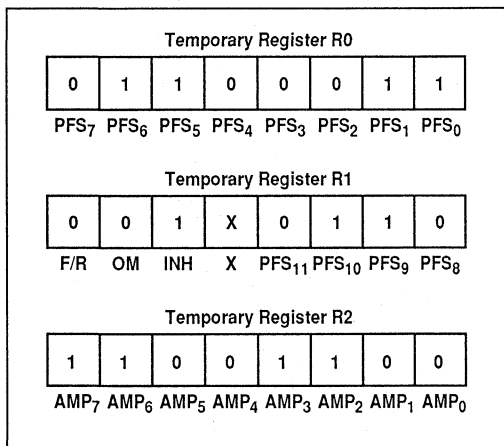 Temporary Register R0
0 1 1 0 0 0 1 1
PFS7 PFS6 PFS5 PFS4 PFS3 PFS2 PFS1 PFS0
Temporary Register R1
0 0 1 X 0 1 1 0
F/R OM INH X PFS11 PFS10 PFS9 PFS8
Temporary Register R2
1 1 0 0 1 1 0 0
AMP7 AMP6 AMP5 AMP4 AMP3 AMP2 AMP1 AMP0